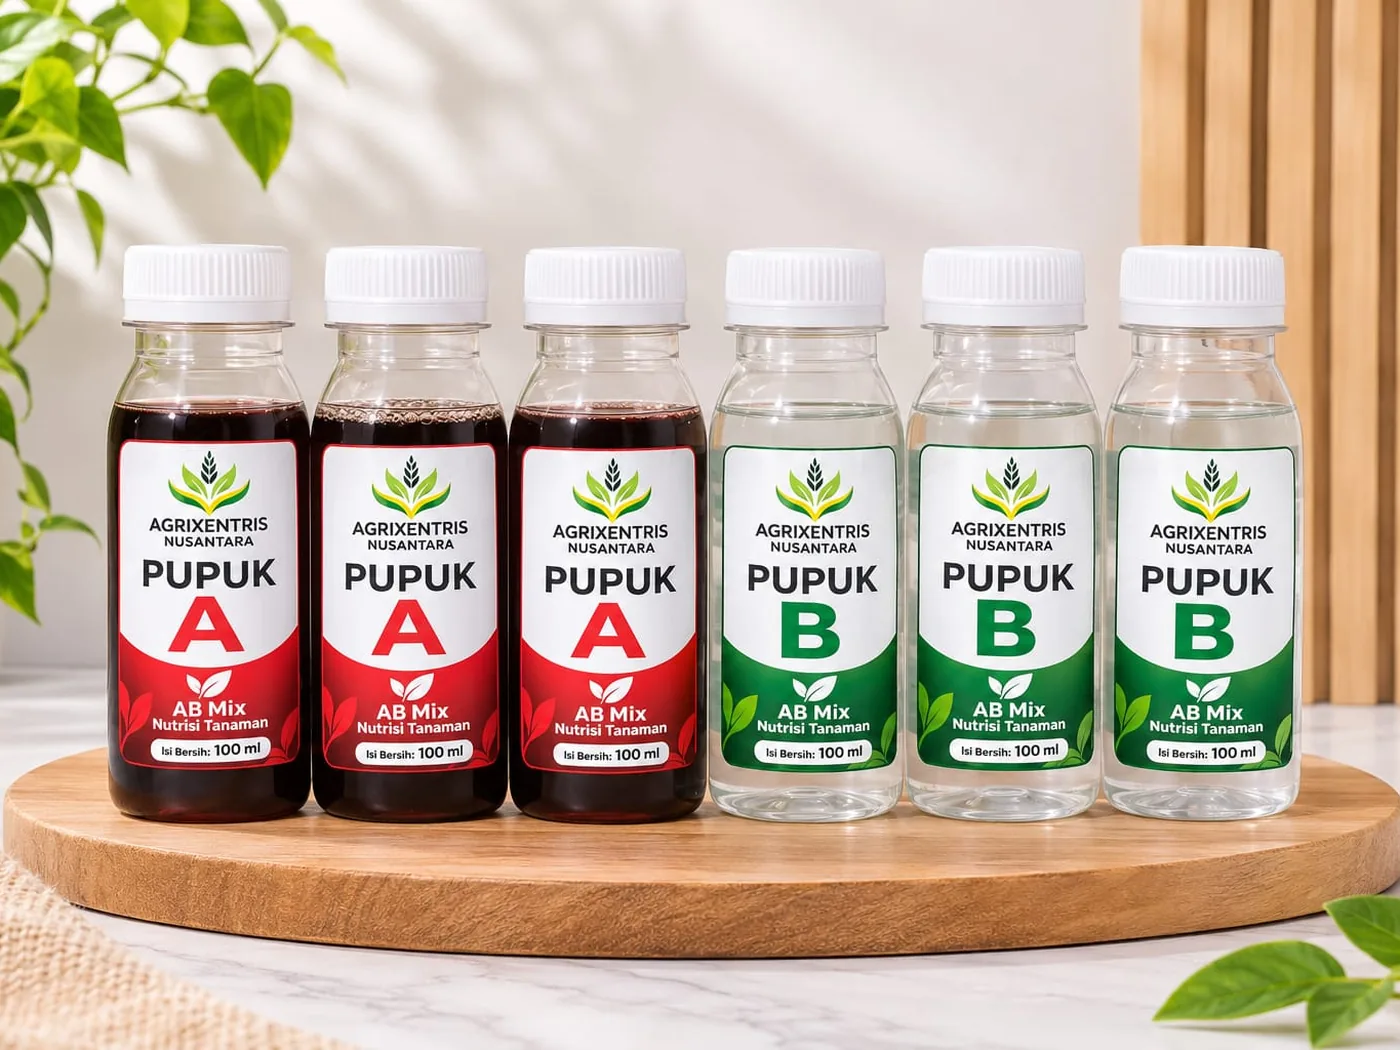 AGRIXENTRIS
NUSANTARA
PUPUK
A
AB Mix
Nutrisi Tanaman
Isi Bersih: 100 ml
AGRIXENTRIS
NUSANTARA
PUPUK
A
AB Mix
Nutrisi Tanaman
Isi Bersih: 100 ml
AGRIXENTRIS
NUSANTARA
PUPUK
A
AB Mix
Nutrisi Tanaman
Isi Bersih: 100 ml
AGRIXENTRIS
NUSANTARA
PUPUK
B
AB Mix
Nutrisi Tanaman
Isi Bersih: 100 ml
AGRIXENTRIS
NUSANTARA
PUPUK
B
AB Mix
Nutrisi Tanaman
Isi Bersih: 100 ml
AGRIXENTRIS
NUSANTARA
PUPUK
B
AB Mix
Nutrisi Tanaman
Isi Bersih: 100 ml